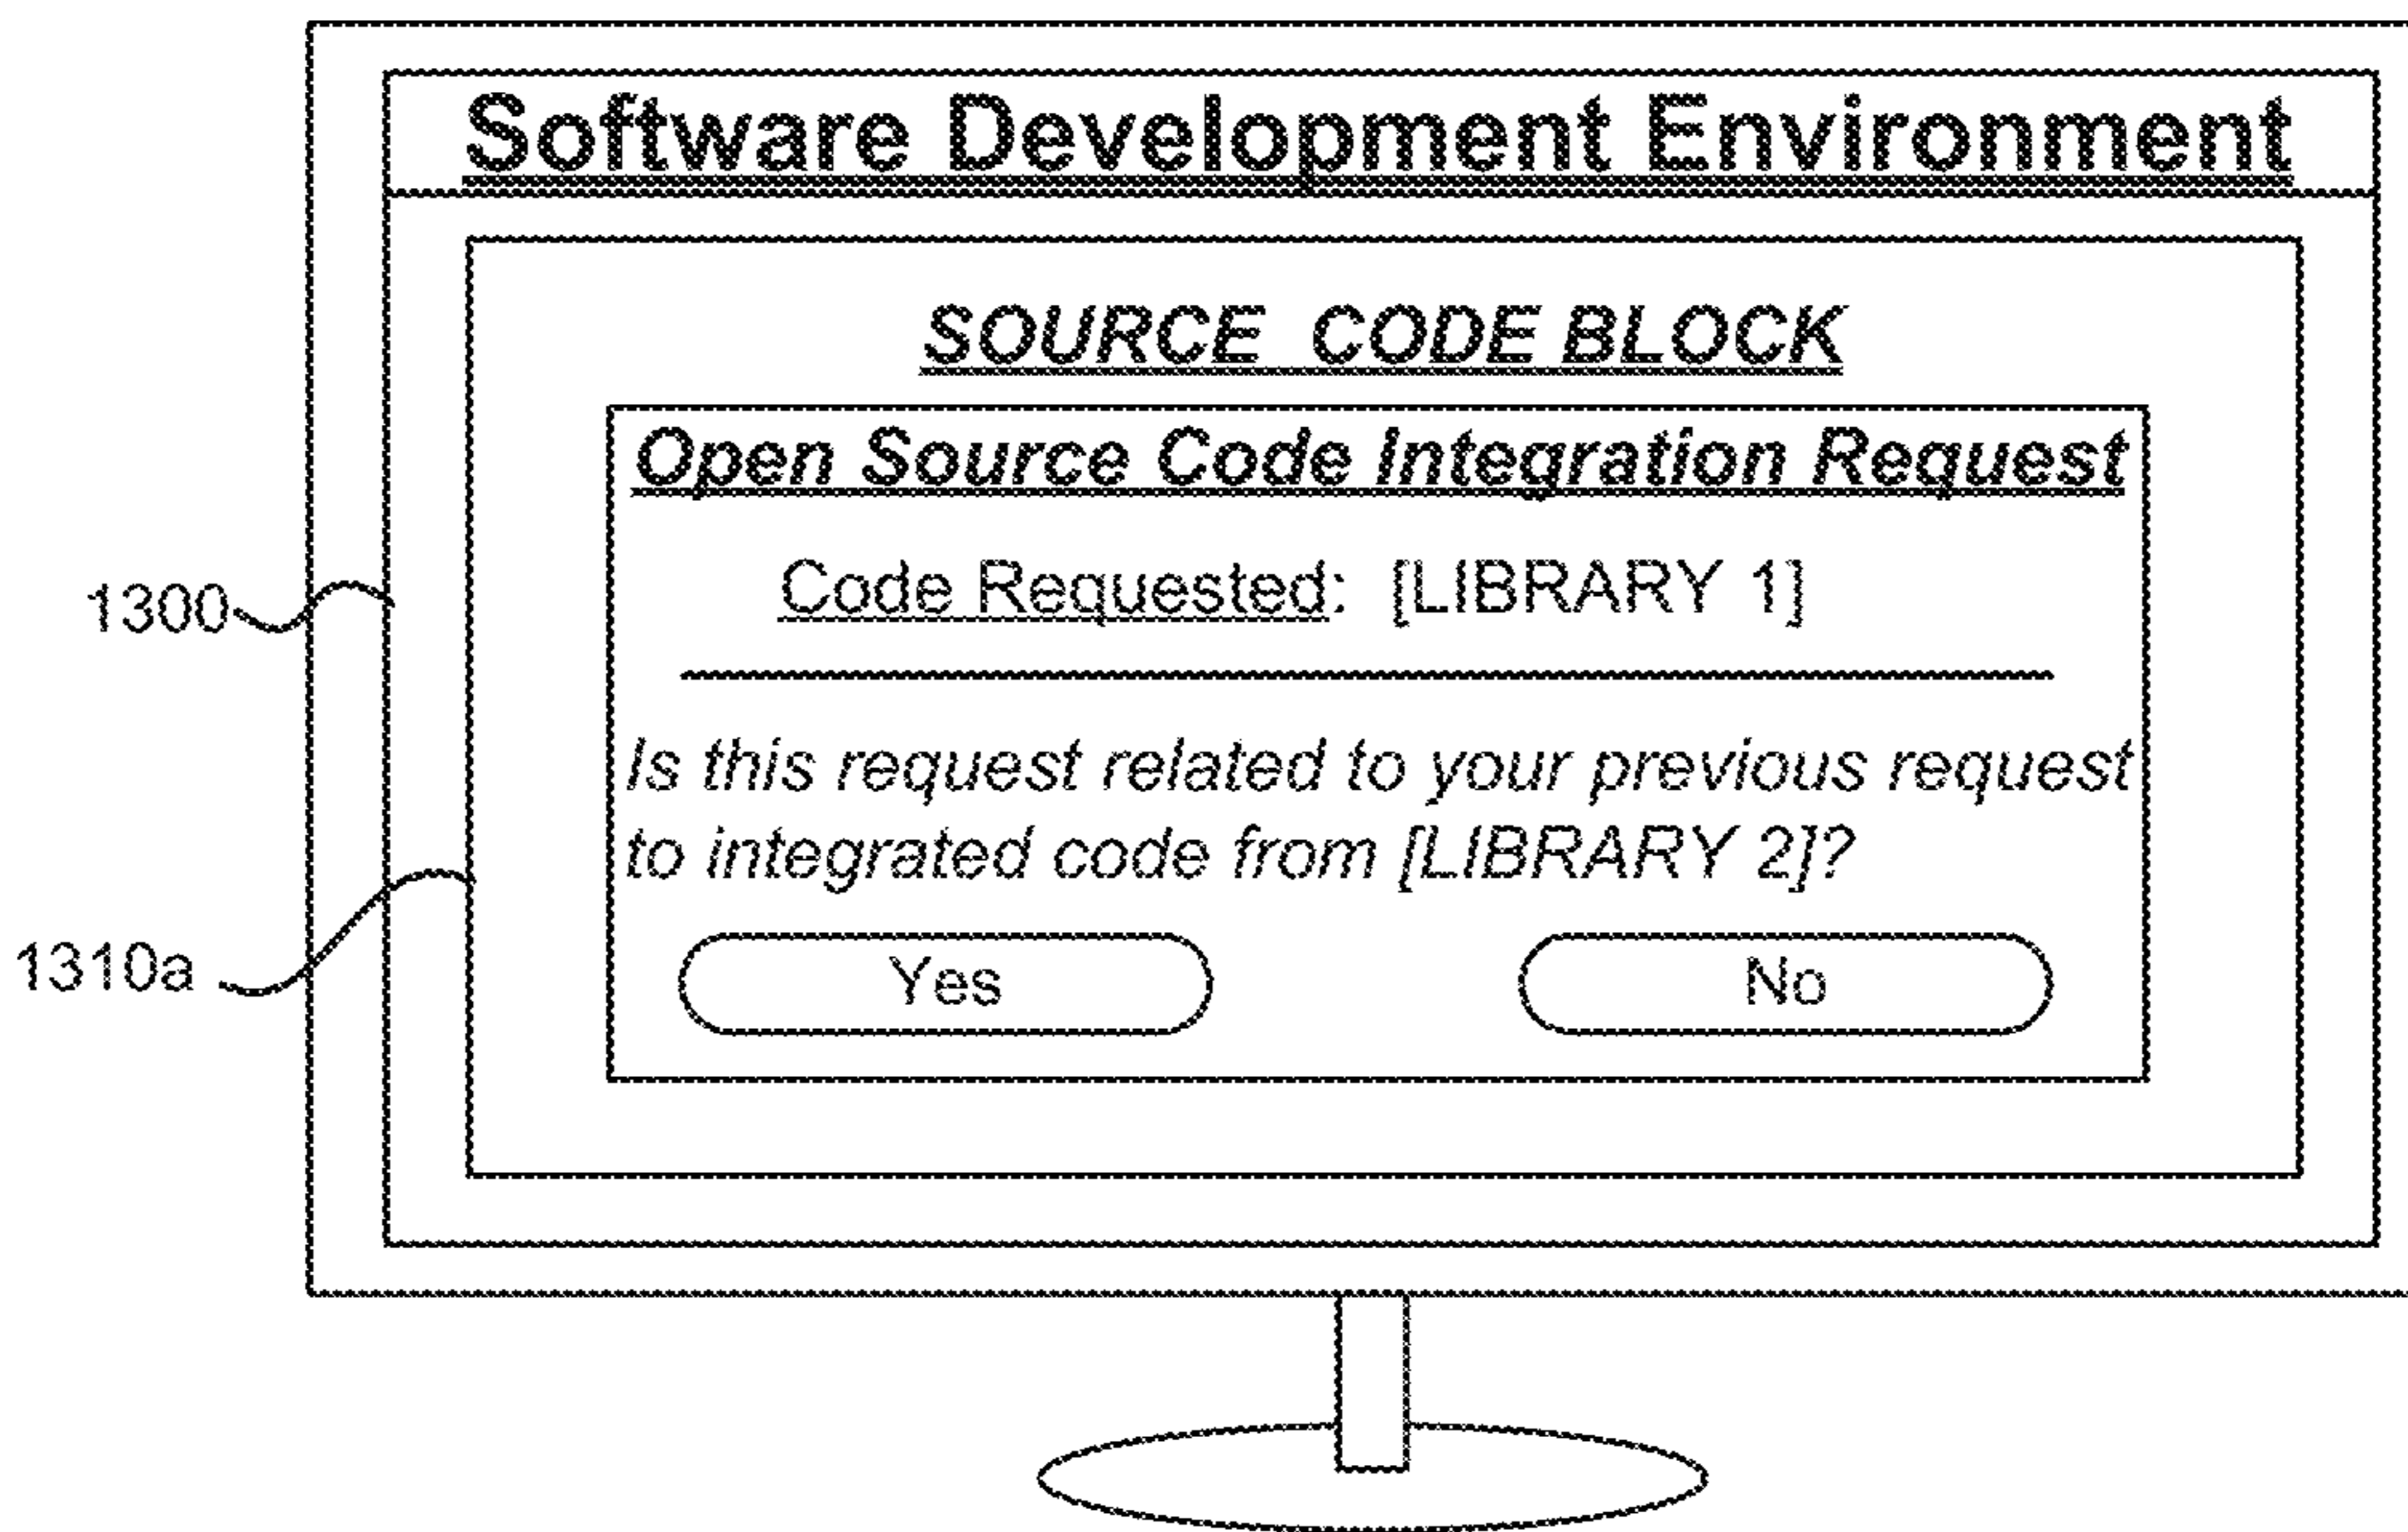 Software Development Environment
SOURCE CODE BLOCK
Open Source Code Integration Request
Code Requested: [LIBRARY 1]
1300
Is this request related to your previous request
to integrated code from [LIBRARY 2]?
1310a
Yes
No